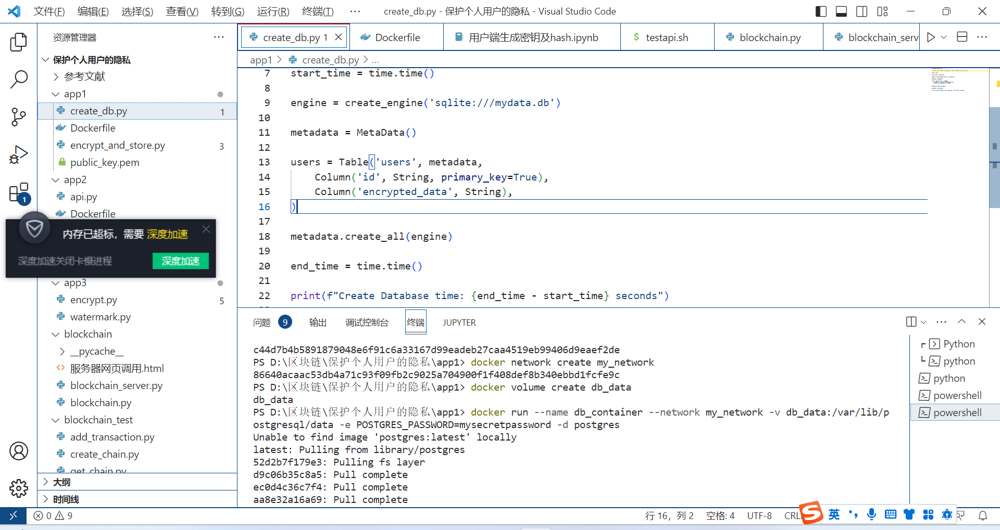 文件(F) 编辑(E) 选择(S) 查看(V) 转到(G) 运行(R) 终端(T) ··· create_db.py - 保护个人用户的隐私 - Visual Studio Code
资源管理器 ···
保护个人用户的隐私
参考文献
app1
create_db.py 1
Dockerfile
encrypt_and_store.py 3
public_key.pem
app2
api.py
Dockerfile
内存已超标，需要 深度加速
深度加速关闭卡慢进程 深度加速
app3
encrypt.py 5
watermark.py
blockchain
__pycache__
服务器网页调用.html
blockchain_server.py
blockchain.py
blockchain_test
add_transaction.py
create_chain.py
get_chain.py
大纲
时间线
1
create_db.py 1 Dockerfile 用户端生成密钥及hash.ipynb testapi.sh blockchain.py blockchain_serv
app1 > create_db.py > ...
7 start_time = time.time()
8
9 engine = create_engine('sqlite:///mydata.db')
10
11 metadata = MetaData()
12
13 users = Table('users', metadata,
14 Column('id', String, primary_key=True),
15 Column('encrypted_data', String),
16 )
17
18 metadata.create_all(engine)
19
20 end_time = time.time()
21
22 print(f"Create Database time: {end_time - start_time} seconds")
问题 9 输出 调试控制台 终端 JUPYTER
c44d7b4b5891879048e6f91c6a33167d99eadeb27caa4519eb99406d9eaef2de
PS D:\区块链\保护个人用户的隐私\app1> docker network create my_network
86640acaac53db4a71c93f09fb2c9025a704900f1f408def8b340ebbd1fcfe9c
PS D:\区块链\保护个人用户的隐私\app1> docker volume create db_data
db_data
PS D:\区块链\保护个人用户的隐私\app1> docker run --name db_container --network my_network -v db_data:/var/lib/p
ostgresql/data -e POSTGRES_PASSWORD=mysecretpassword -d postgres
Unable to find image 'postgres:latest' locally
latest: Pulling from library/postgres
52d2b7f179e3: Pulling fs layer
d9c06b35c8a5: Pull complete
ec0d4c36c7f4: Pull complete
aa8e32a16a69: Pull complete
Python
python
python
powershell
powershell
0 9 行 16，列 2 空格: 4 UTF-8 CRL 英